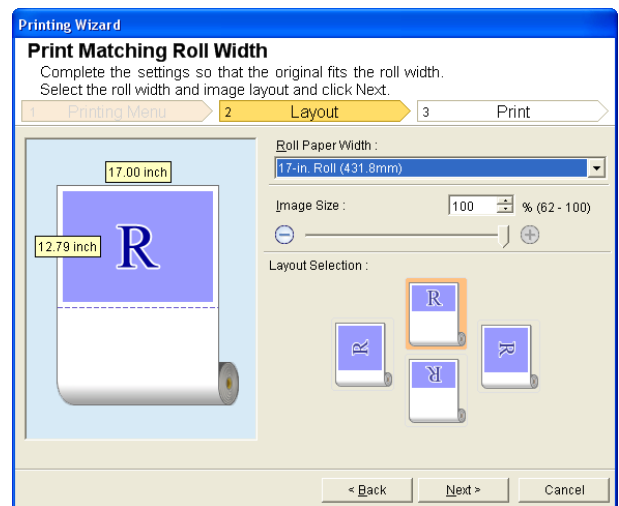 Printing Wizard
Print Matching Roll Width
Complete the settings so that the original fits the roll width.
Select the roll width and image layout and click Next.
1 Printing Menu 2 Layout 3 Print
Roll Paper Width :
17-in. Roll (431.8mm)
17.00 inch
Image Size : 100 % (62 - 100)
12.79 inch
R
Layout Selection :
R
R
R
R
< Back Next > Cancel